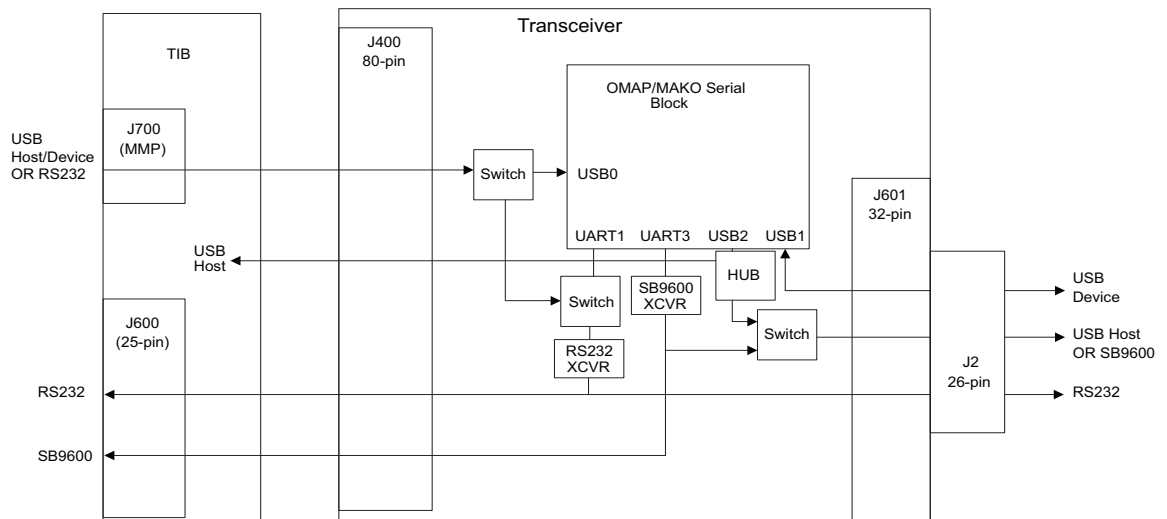 Transceiver
TIB
J400
80-pin
OMAP/MAKO Serial
Block
J700
(MMP)
USB
Host/Device
OR RS232
Switch
USB0
J601
32-pin
UART1 UART3 USB2 USB1
USB
Host
HUB
Switch
SB9600
XCVR
USB
Device
J600
(25-pin)
Switch
USB Host
OR SB9600
RS232
XCVR
J2
26-pin
RS232
RS232
SB9600